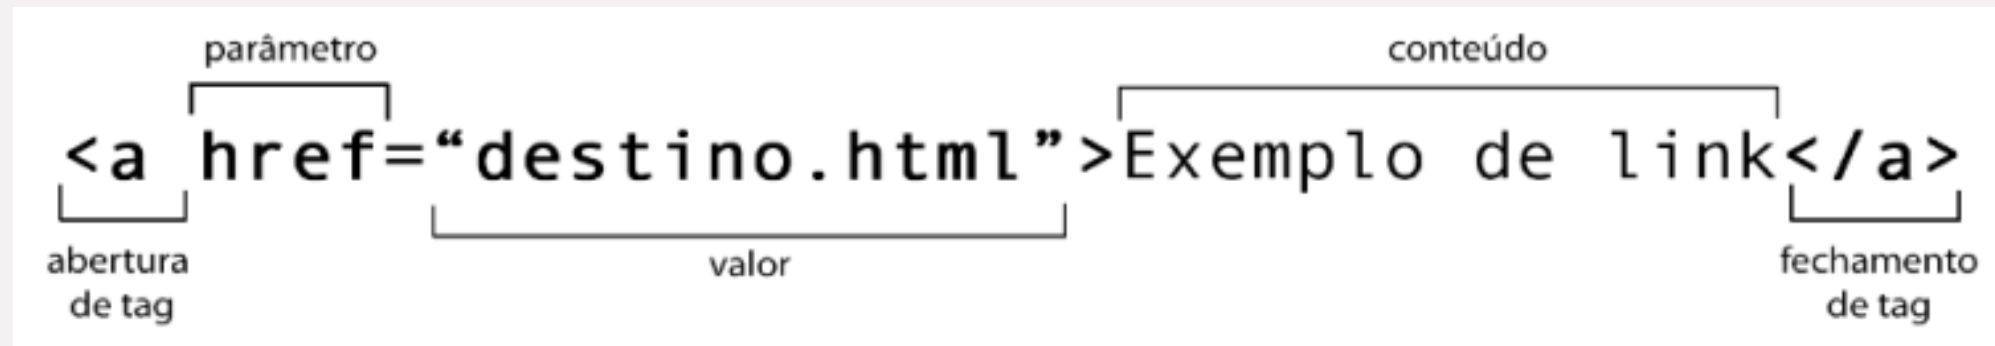 parâmetro
conteúdo
<a href=“destino.html”>Exemplo de link</a>
abertura
de tag
valor
fechamento
de tag